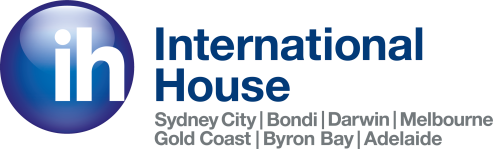 ih
International
House
Sydney City | Bondi | Darwin | Melbourne
Gold Coast | Byron Bay | Adelaide